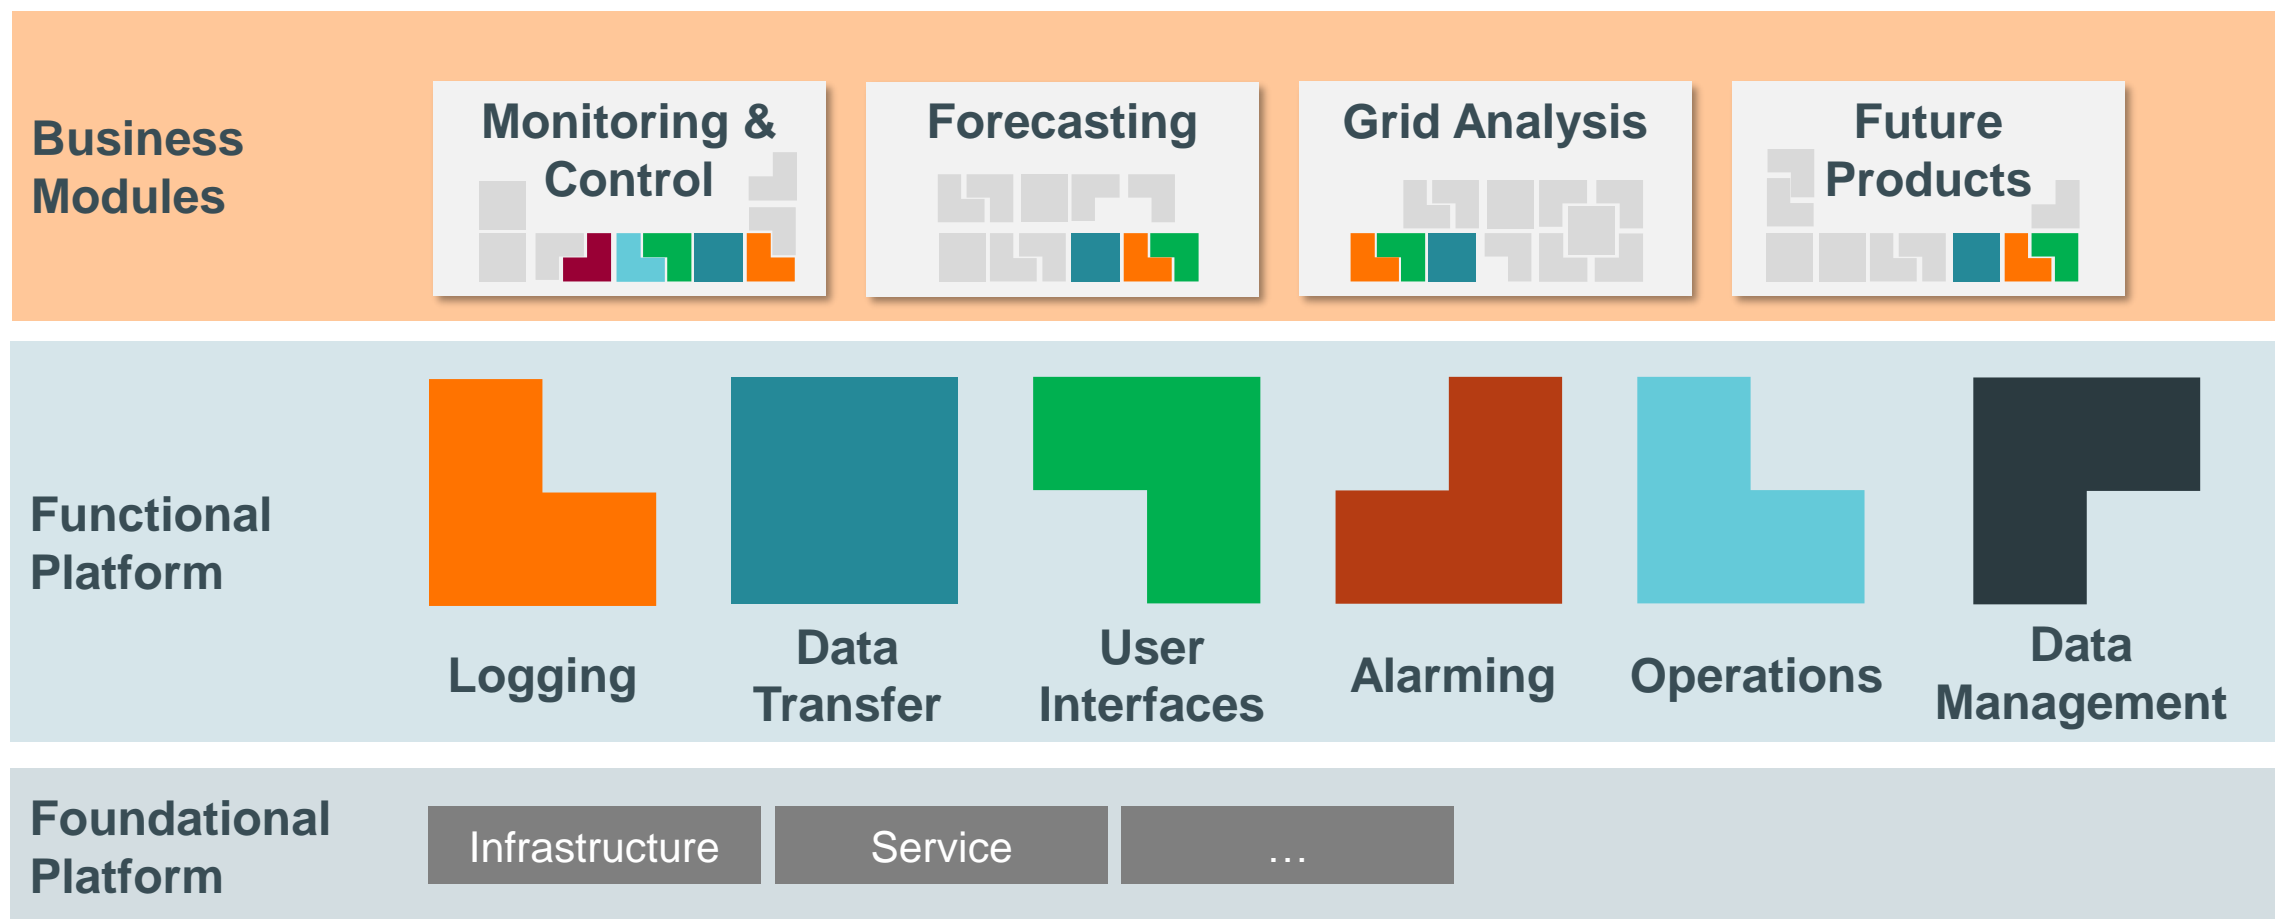 Business
Modules
Monitoring &
Control
Forecasting
Grid Analysis
Future
Products
Functional
Platform
Logging
Data
Transfer
User
Interfaces
Alarming
Operations
Data
Management
Foundational
Platform
Infrastructure
Service
…